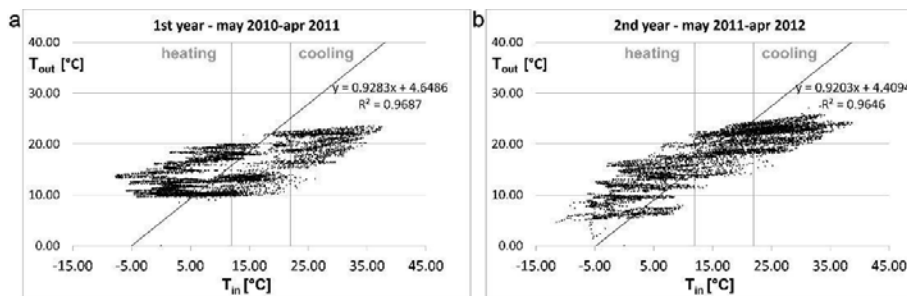 a
1st year - may 2010-apr 2011
40.00
Tout [°C]
heating
cooling
30.00
y = 0.9283x + 4.6486
R² = 0.9687
20.00
10.00
0.00
-15.00 -5.00 5.00 15.00 25.00 35.00 45.00
Tin [°C]
b
2nd year - may 2011-apr 2012
40.00
Tout [°C]
heating
cooling
30.00
y = 0.9203x + 4.4094
R² = 0.9646
20.00
10.00
0.00
-15.00 -5.00 5.00 15.00 25.00 35.00 45.00
Tin [°C]